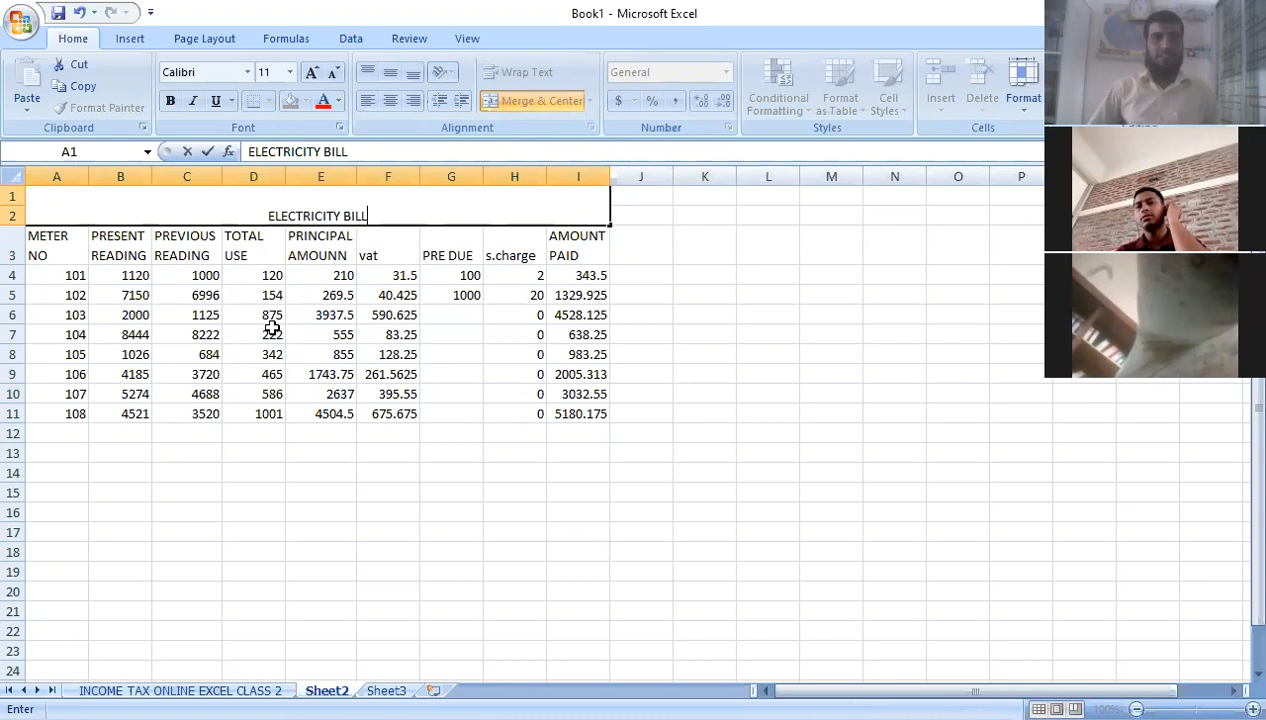 Book1 - Microsoft Excel
Home Insert Page Layout Formulas Data Review View
Cut
Copy
Format Painter
Paste
Clipboard
Calibri 11
B I U
Font
Wrap Text
Merge & Center
Alignment
General
$ % ,
Number
Conditional Formatting
Format as Table
Cell Styles
Styles
Insert Delete Format
Cells
A1 fx ELECTRICITY BILL
A B C D E F G H I J K L M N O P
1
2 ELECTRICITY BILL
3 METER NO PRESENT READING PREVIOUS READING TOTAL USE PRINCIPAL AMOUNN vat PRE DUE s.charge AMOUNT PAID
4 101 1120 1000 120 210 31.5 100 2 343.5
5 102 7150 6996 154 269.5 40.425 1000 20 1329.925
6 103 2000 1125 875 3937.5 590.625 0 4528.125
7 104 8444 8222 222 555 83.25 0 638.25
8 105 1026 684 342 855 128.25 0 983.25
9 106 4185 3720 465 1743.75 261.5625 0 2005.313
10 107 5274 4688 586 2637 395.55 0 3032.55
11 108 4521 3520 1001 4504.5 675.675 0 5180.175
12
13
14
15
16
17
18
19
20
21
22
23
24
INCOME TAX ONLINE EXCEL CLASS 2 Sheet2 Sheet3
Enter 100%